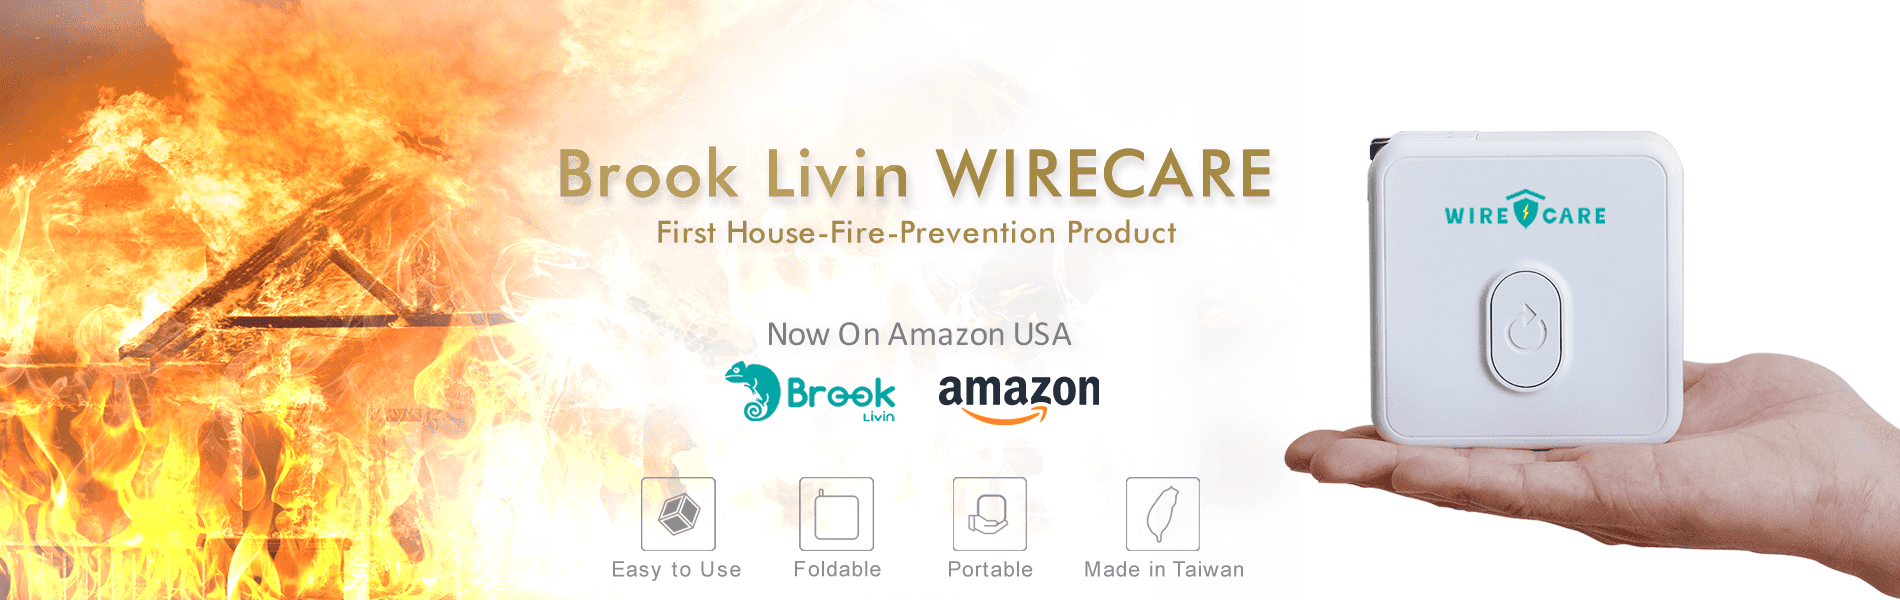 Brook Livin WIRECARE
First House-Fire-Prevention Product
Now On Amazon USA
Brook
Livin
amazon
Easy to Use
Foldable
Portable
Made in Taiwan
WIRE CARE